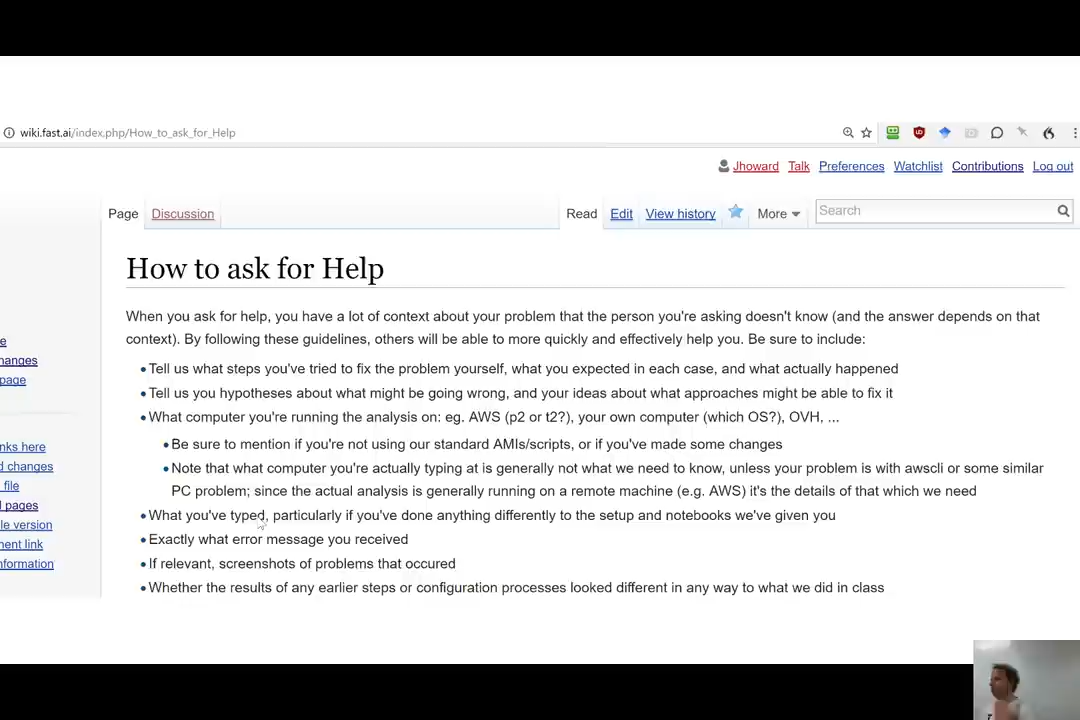 wiki.fast.ai/index.php/How_to_ask_for_Help
Jhoward Talk Preferences Watchlist Contributions Log out
Page Discussion Read Edit View history More Search
How to ask for Help
When you ask for help, you have a lot of context about your problem that the person you're asking doesn't know (and the answer depends on that
context). By following these guidelines, others will be able to more quickly and effectively help you. Be sure to include:
e
Tell us what steps you've tried to fix the problem yourself, what you expected in each case, and what actually happened
hanges
page
Tell us you hypotheses about what might be going wrong, and your ideas about what approaches might be able to fix it
What computer you're running the analysis on: eg. AWS (p2 or t2?), your own computer (which OS?), OVH, ...
Be sure to mention if you're not using our standard AMIs/scripts, or if you've made some changes
nks here
d changes
Note that what computer you're actually typing at is generally not what we need to know, unless your problem is with awscli or some similar
file
PC problem; since the actual analysis is generally running on a remote machine (e.g. AWS) it's the details of that which we need
l pages
What you've typed, particularly if you've done anything differently to the setup and notebooks we've given you
le version
Exactly what error message you received
nent link
If relevant, screenshots of problems that occured
nformation
Whether the results of any earlier steps or configuration processes looked different in any way to what we did in class